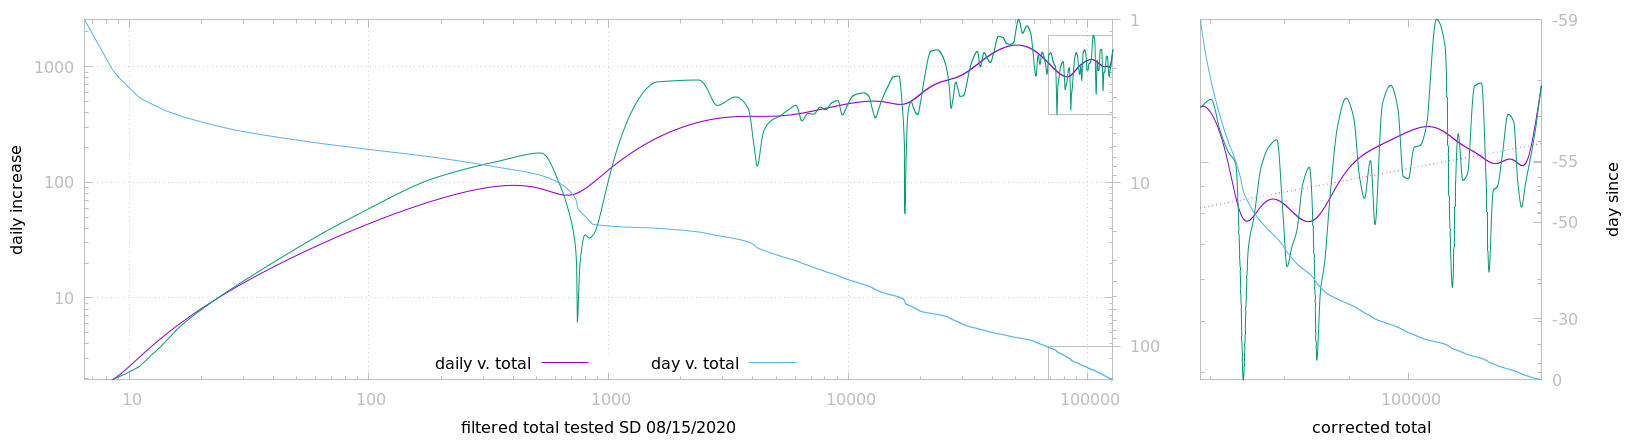 daily increase
1000
100
10
daily v. total
day v. total
10
100
1000
10000
100000
filtered total tested SD 08/15/2020
1
10
100
-59
-55
-50
-30
0
day since
100000
corrected total